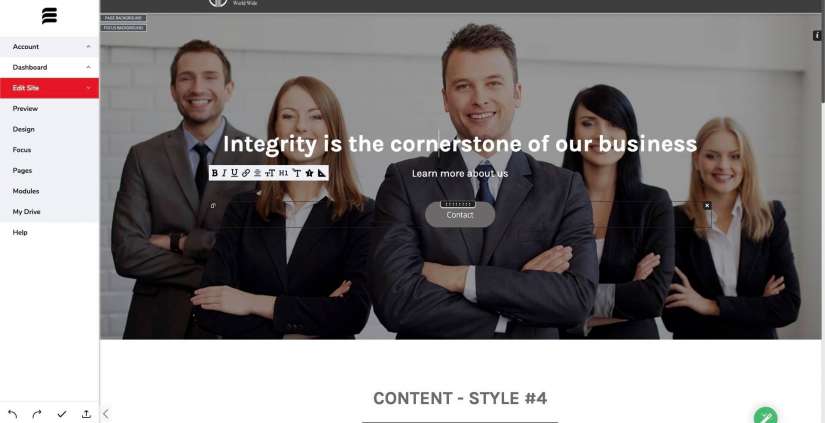 World Wide
PAGE BACKGROUND
FOCUS BACKGROUND
Account
Dashboard
Edit Site
Preview
Design
Focus
Pages
Modules
My Drive
Help
Integrity is the cornerstone of our business
B I U H1
Learn more about us
Contact
CONTENT - STYLE #4